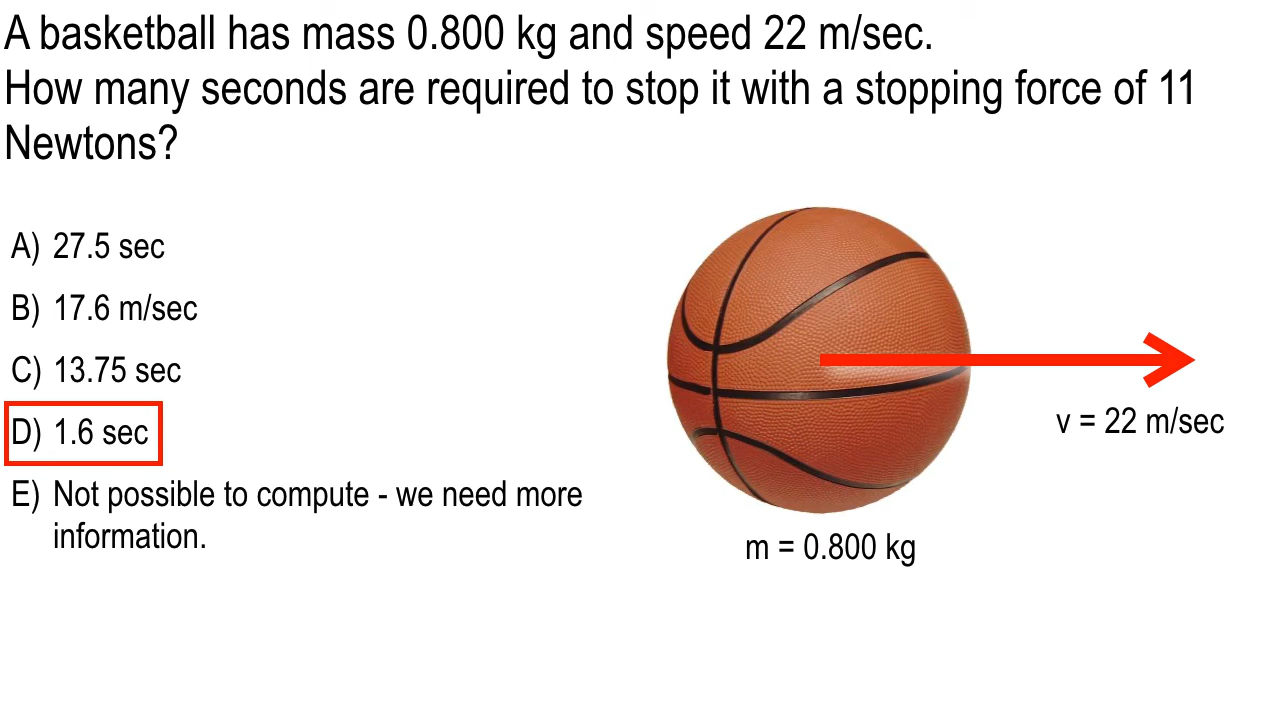 A basketball has mass 0.800 kg and speed 22 m/sec.
How many seconds are required to stop it with a stopping force of 11
Newtons?
A) 27.5 sec
B) 17.6 m/sec
C) 13.75 sec
D) 1.6 sec
E) Not possible to compute - we need more
information.
v = 22 m/sec
m = 0.800 kg